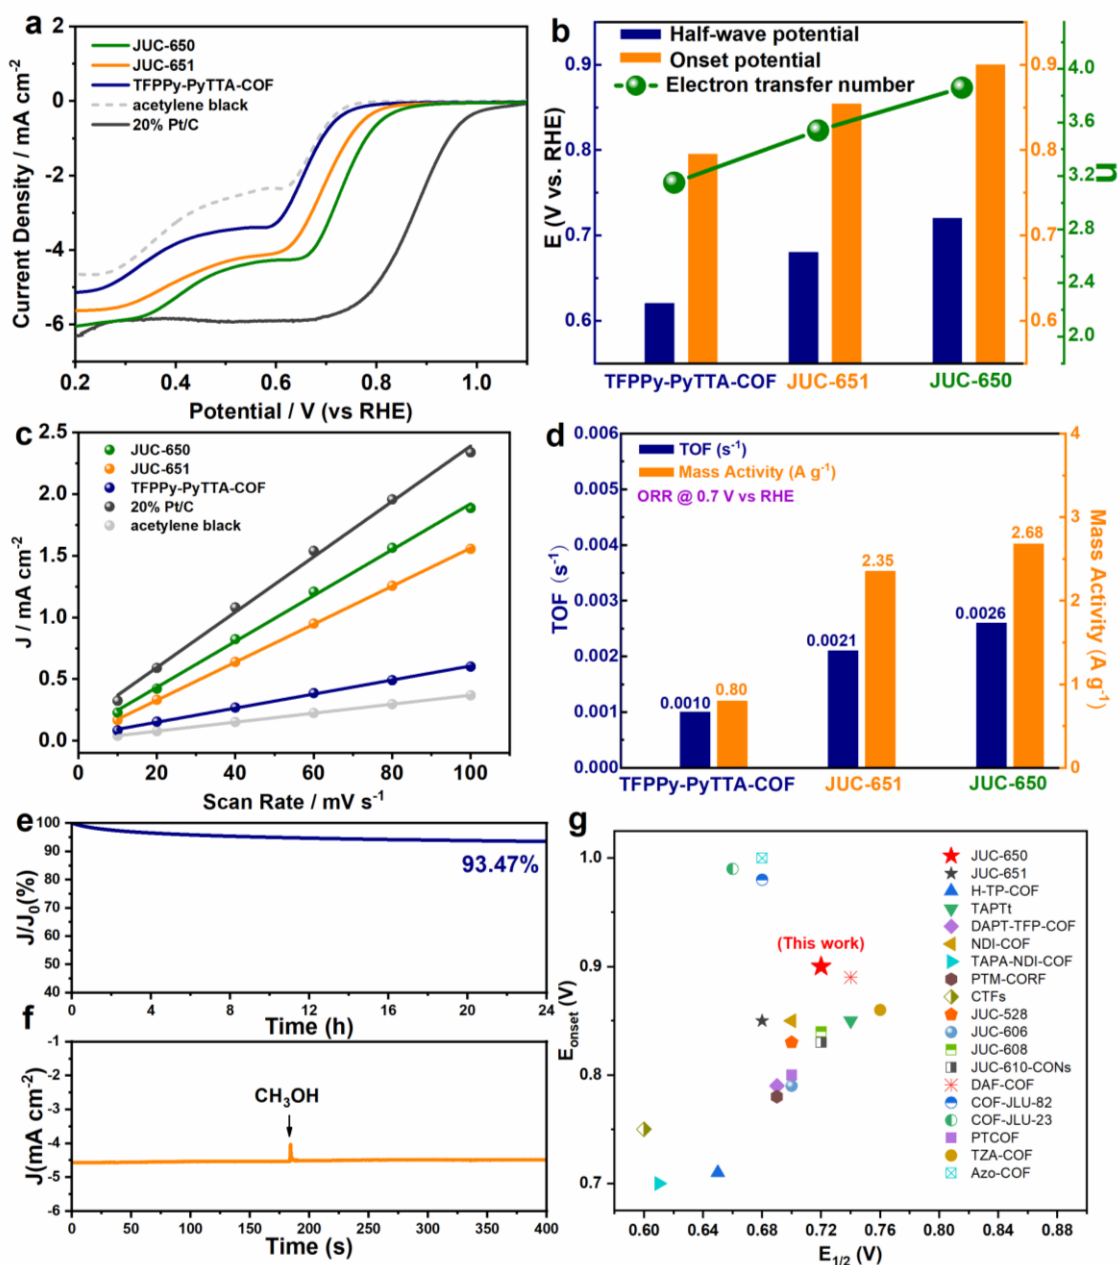 a
2
0
-2
-4
-6
Current Density / mA cm-2
JUC-650
JUC-651
TFPPy-PyTTA-COF
acetylene black
20% Pt/C
0.2 0.4 0.6 0.8 1.0
Potential / V (vs RHE)
b
Half-wave potential
Onset potential
Electron transfer number
0.9
0.8
0.7
0.6
E (V vs. RHE)
0.9
0.8
0.7
0.6
4.0
3.6
3.2
2.8
2.4
2.0
n
TFPPy-PyTTA-COF JUC-651 JUC-650
c
2.5
2.0
1.5
1.0
0.5
0.0
J / mA cm-2
JUC-650
JUC-651
TFPPy-PyTTA-COF
20% Pt/C
acetylene black
0 20 40 60 80 100
Scan Rate / mV s-1
d
0.006
0.005
0.004
0.003
0.002
0.001
0.000
TOF (s-1)
TOF (s-1)
Mass Activity (A g-1)
ORR @ 0.7 V vs RHE
0.0010 0.80
0.0021 2.35
0.0026 2.68
4
3
2
1
0
Mass Activity (A g-1)
TFPPy-PyTTA-COF JUC-651 JUC-650
e
100
90
80
70
60
50
40
J/J0(%)
93.47%
0 4 8 12 16 20 24
Time (h)
f
-1
-2
-3
-4
-5
-6
J(mA cm-2)
CH3OH
0 50 100 150 200 250 300 350 400
Time (s)
g
1.0
0.9
0.8
0.7
Eonset (V)
(This work)
JUC-650
JUC-651
H-TP-COF
TAPTt
DAPT-TFP-COF
NDI-COF
TAPA-NDI-COF
PTM-CORF
CTFs
JUC-528
JUC-606
JUC-608
JUC-610-CONs
DAF-COF
COF-JLU-82
COF-JLU-23
PTCOF
TZA-COF
Azo-COF
0.60 0.64 0.68 0.72 0.76 0.80 0.84 0.88
E1/2 (V)